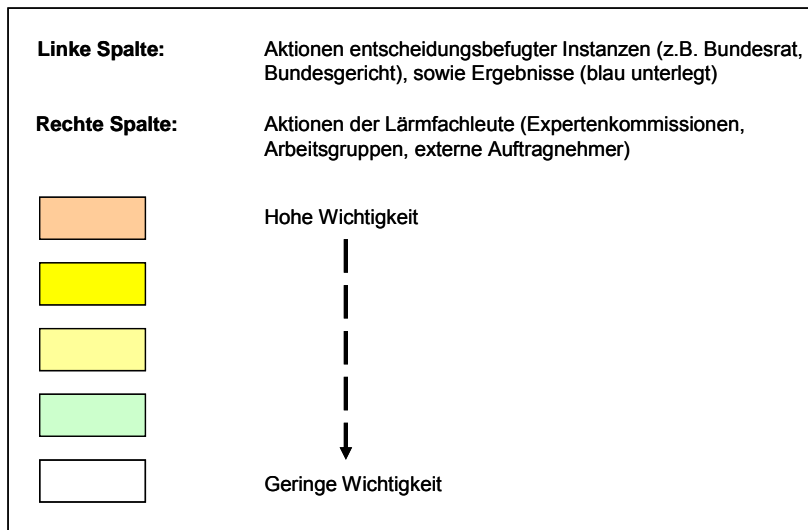 Linke Spalte: Aktionen entscheidungsbefugter Instanzen (z.B. Bundesrat,
Bundesgericht), sowie Ergebnisse (blau unterlegt)
Rechte Spalte: Aktionen der Lärmfachleute (Expertenkommissionen,
Arbeitsgruppen, externe Auftragnehmer)
Hohe Wichtigkeit
Geringe Wichtigkeit